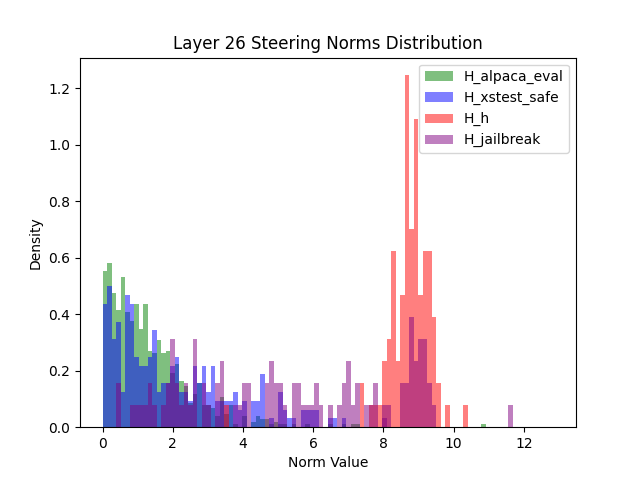 Layer 26 Steering Norms Distribution
H_alpaca_eval
H_xstest_safe
H_h
H_jailbreak
1.2
1.0
0.8
0.6
0.4
0.2
0.0
Density
0 2 4 6 8 10 12
Norm Value